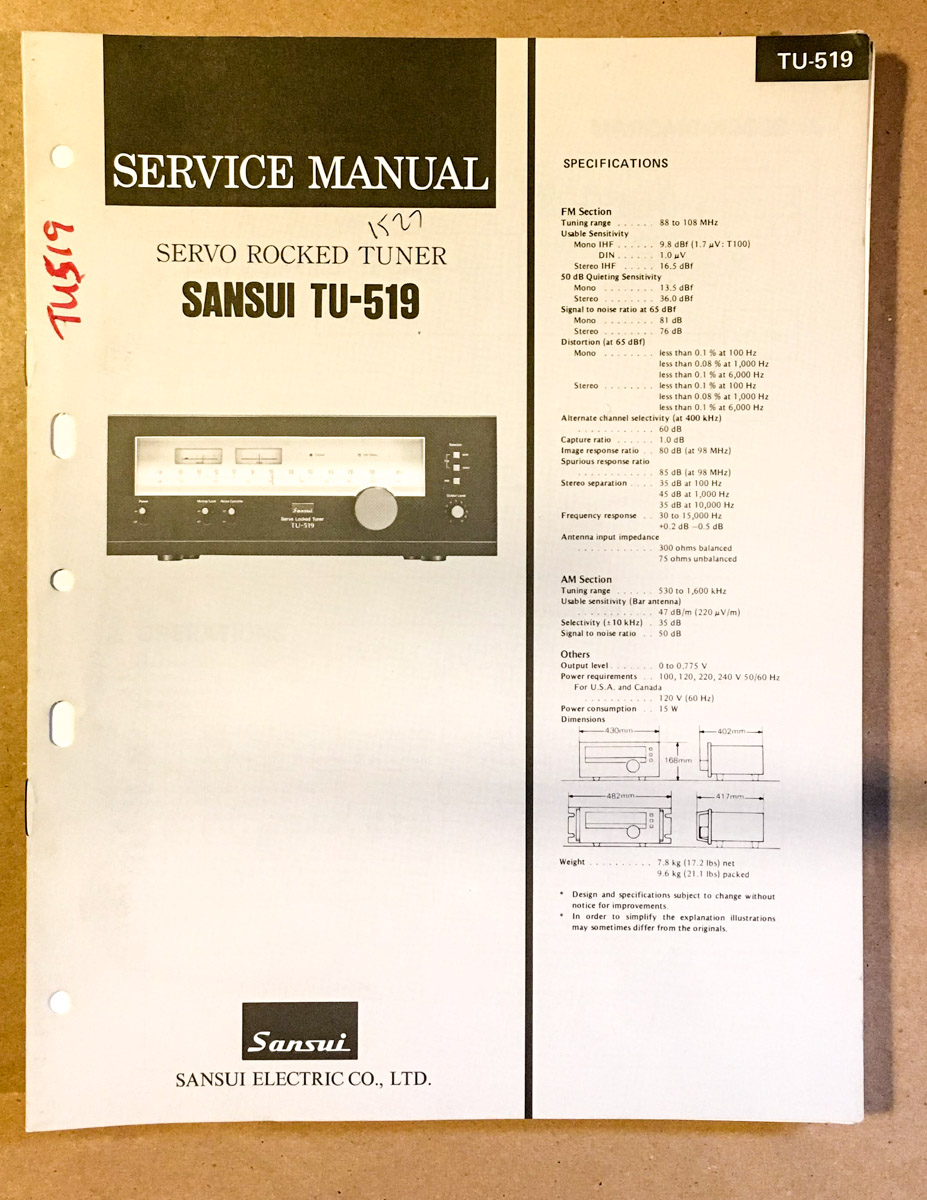 TU-519
SERVICE MANUAL
1527
SERVO ROCKED TUNER
SANSUI TU-519
TU519
Power
Selector
Sansui
Servo Locked Tuner
TU-519
Sansui
SANSUI ELECTRIC CO., LTD.
SPECIFICATIONS
FM Section
Tuning range ...... 88 to 108 MHz
Usable Sensitivity
Mono IHF ...... 9.8 dBf (1.7 μV: T100)
DIN ..... 1.0 μV
Stereo IHF ..... 16.5 dBf
50 dB Quieting Sensitivity
Mono ........ 13.5 dBf
Stereo ........ 36.0 dBf
Signal to noise ratio at 65 dBf
Mono ........ 81 dB
Stereo ........ 76 dB
Distortion (at 65 dBf)
Mono ........ less than 0.1 % at 100 Hz
less than 0.08 % at 1,000 Hz
less than 0.1 % at 6,000 Hz
Stereo ........ less than 0.1 % at 100 Hz
less than 0.08 % at 1,000 Hz
less than 0.1 % at 6,000 Hz
Alternate channel selectivity (at 400 kHz)
............ 60 dB
Capture ratio ...... 1.0 dB
Image response ratio .. 80 dB (at 98 MHz)
Spurious response ratio
............ 85 dB (at 98 MHz)
Stereo separation .... 35 dB at 100 Hz
45 dB at 1,000 Hz
35 dB at 10,000 Hz
Frequency response .. 30 to 15,000 Hz
+0.2 dB −0.5 dB
Antenna input impedance
............ 300 ohms balanced
75 ohms unbalanced
AM Section
Tuning range ...... 530 to 1,600 kHz
Usable sensitivity (Bar antenna)
............ 47 dB/m (220 μV/m)
Selectivity (±10 kHz) . 35 dB
Signal to noise ratio .. 50 dB
Others
Output level ....... 0 to 0.775 V
Power requirements .. 100, 120, 220, 240 V 50/60 Hz
For U.S.A. and Canada
........... 120 V (60 Hz)
Power consumption .. 15 W
Dimensions
430mm 402mm
168mm
482mm 417mm
Weight .......... 7.8 kg (17.2 lbs) net
9.6 kg (21.1 lbs) packed
* Design and specifications subject to change without
notice for improvements.
* In order to simplify the explanation illustrations
may sometimes differ from the originals.